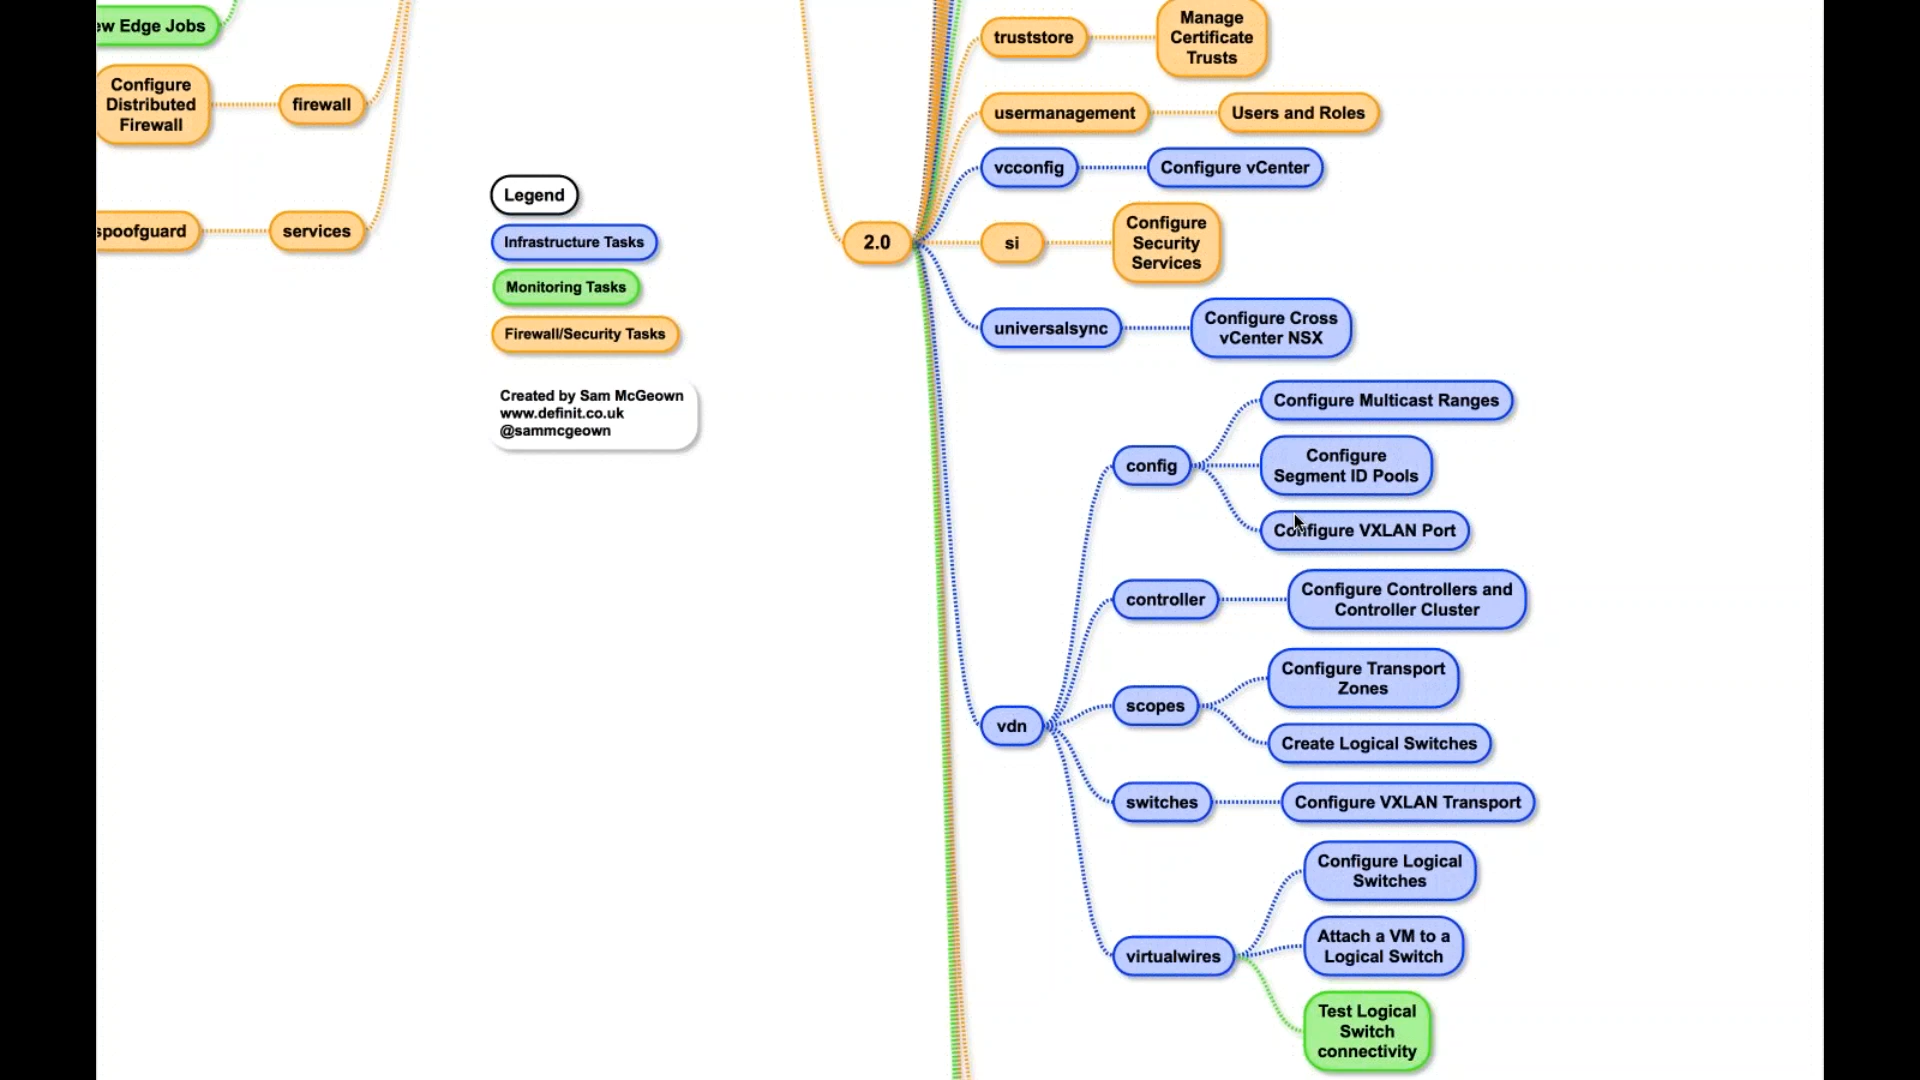 ew Edge Jobs
Configure
Distributed
Firewall
firewall
spoofguard
services
Legend
Infrastructure Tasks
Monitoring Tasks
Firewall/Security Tasks
Created by Sam McGeown
www.definit.co.uk
@sammcgeown
2.0
truststore
Manage
Certificate
Trusts
usermanagement
Users and Roles
vcconfig
Configure vCenter
si
Configure
Security
Services
universalsync
Configure Cross
vCenter NSX
vdn
config
Configure Multicast Ranges
Configure
Segment ID Pools
Configure VXLAN Port
controller
Configure Controllers and
Controller Cluster
scopes
Configure Transport
Zones
Create Logical Switches
switches
Configure VXLAN Transport
virtualwires
Configure Logical
Switches
Attach a VM to a
Logical Switch
Test Logical
Switch
connectivity